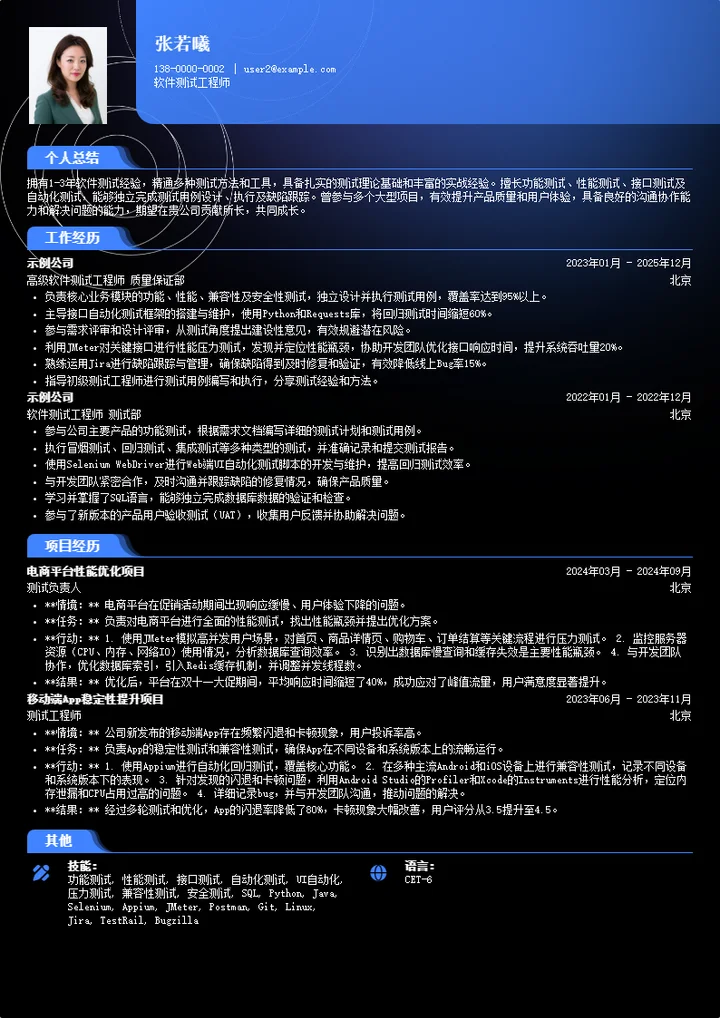 张若曦
138-0000-0002 | user2@example.com
软件测试工程师
个人总结
拥有1-3年软件测试经验，精通多种测试方法和工具，具备扎实的测试理论基础和丰富的实战经验。擅长功能测试、性能测试、接口测试及
自动化测试，能够独立完成测试用例设计、执行及缺陷跟踪。曾参与多个大型项目，有效提升产品质量和用户体验，具备良好的沟通协作能
力和解决问题的能力，期望在贵公司贡献所长，共同成长。
工作经历
示例公司 2023年01月 - 2025年12月
高级软件测试工程师 质量保证部 北京
• 负责核心业务模块的功能、性能、兼容性及安全性测试，独立设计并执行测试用例，覆盖率达到95%以上。
• 主导接口自动化测试框架的搭建与维护，使用Python和Requests库，将回归测试时间缩短60%。
• 参与需求评审和设计评审，从测试角度提出建设性意见，有效规避潜在风险。
• 利用JMeter对关键接口进行性能压力测试，发现并定位性能瓶颈，协助开发团队优化接口响应时间，提升系统吞吐量20%。
• 熟练运用Jira进行缺陷跟踪与管理，确保缺陷得到及时修复和验证，有效降低线上Bug率15%。
• 指导初级测试工程师进行测试用例编写和执行，分享测试经验和方法。
示例公司 2022年01月 - 2022年12月
软件测试工程师 测试部 北京
• 参与公司主要产品的功能测试，根据需求文档编写详细的测试计划和测试用例。
• 执行冒烟测试、回归测试、集成测试等多种类型的测试，并准确记录和提交测试报告。
• 使用Selenium WebDriver进行Web端UI自动化测试脚本的开发与维护，提高回归测试效率。
• 与开发团队紧密合作，及时沟通并跟踪缺陷的修复情况，确保产品质量。
• 学习并掌握了SQL语言，能够独立完成数据库数据的验证和检查。
• 参与了新版本的产品用户验收测试（UAT），收集用户反馈并协助解决问题。
项目经历
电商平台性能优化项目 2024年03月 - 2024年09月
测试负责人 北京
• **情境：** 电商平台在促销活动期间出现响应缓慢、用户体验下降的问题。
• **任务：** 负责对电商平台进行全面的性能测试，找出性能瓶颈并提出优化方案。
• **行动：** 1. 使用JMeter模拟高并发用户场景，对首页、商品详情页、购物车、订单结算等关键流程进行压力测试。 2. 监控服务器
资源（CPU、内存、网络IO）使用情况，分析数据库查询效率。 3. 识别出数据库慢查询和缓存失效是主要性能瓶颈。 4. 与开发团队
协作，优化数据库索引，引入Redis缓存机制，并调整并发线程数。
• **结果：** 优化后，平台在双十一大促期间，平均响应时间缩短了40%，成功应对了峰值流量，用户满意度显著提升。
移动端App稳定性提升项目 2023年06月 - 2023年11月
测试工程师 北京
• **情境：** 公司新发布的移动端App存在频繁闪退和卡顿现象，用户投诉率高。
• **任务：** 负责App的稳定性测试和兼容性测试，确保App在不同设备和系统版本上的流畅运行。
• **行动：** 1. 使用Appium进行自动化回归测试，覆盖核心功能。 2. 在多种主流Android和iOS设备上进行兼容性测试，记录不同设备
和系统版本下的表现。 3. 针对发现的闪退和卡顿问题，利用Android Studio的Profiler和Xcode的Instruments进行性能分析，定位内
存泄漏和CPU占用过高的问题。 4. 详细记录bug，并与开发团队沟通，推动问题的解决。
• **结果：** 经过多轮测试和优化，App的闪退率降低了80%，卡顿现象大幅改善，用户评分从3.5提升至4.5。
其他
技能：
功能测试, 性能测试, 接口测试, 自动化测试, UI自动化,
压力测试, 兼容性测试, 安全测试, SQL, Python, Java,
Selenium, Appium, JMeter, Postman, Git, Linux,
Jira, TestRail, Bugzilla
语言：
CET-6